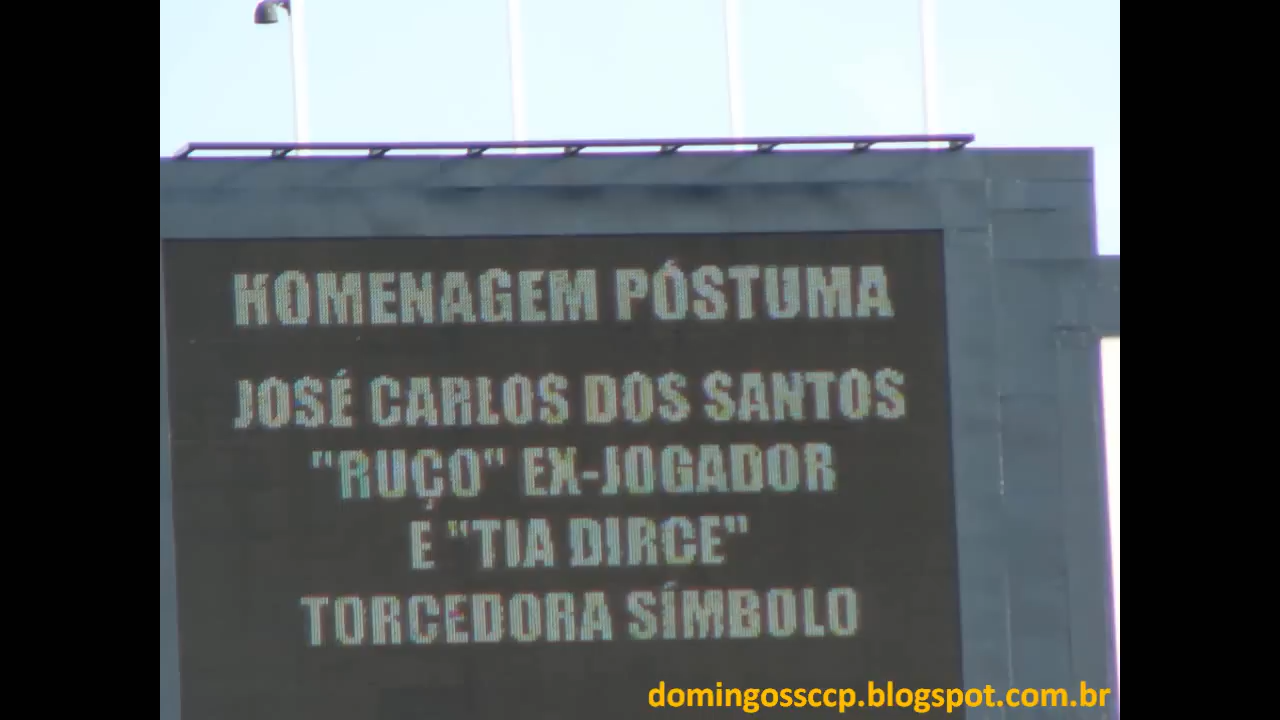 HOMENAGEM PÓSTUMA
JOSÉ CARLOS DOS SANTOS
"RUÇO" EX-JOGADOR
E "TIA DIRCE"
TORCEDORA SÍMBOLO
domingossccp.blogspot.com.br